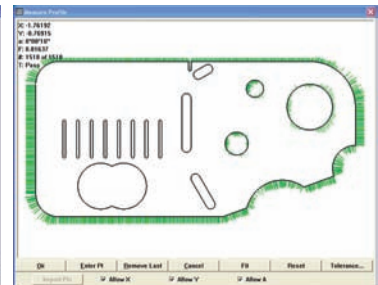 Measure Profile
X: -1.76192
Y: -0.76915
a: 0°00'10"
F: 0.01637
#: 1510 of 1510
T: Pass
OK Enter Pt Remove Last Cancel Fit Reset Tolerance...
Import Pts Allow X Allow Y Allow A